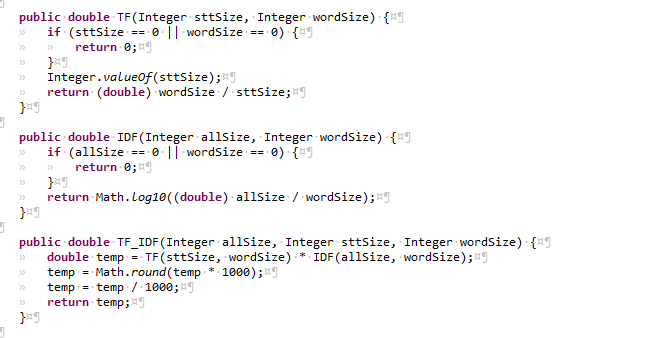 public double TF(Integer sttSize, Integer wordSize) {
if (sttSize == 0 || wordSize == 0) {
return 0;
}
Integer.valueOf(sttSize);
return (double) wordSize / sttSize;
}
public double IDF(Integer allSize, Integer wordSize) {
if (allSize == 0 || wordSize == 0) {
return 0;
}
return Math.log10((double) allSize / wordSize);
}
public double TF_IDF(Integer allSize, Integer sttSize, Integer wordSize) {
double temp = TF(sttSize, wordSize) * IDF(allSize, wordSize);
temp = Math.round(temp * 1000);
temp = temp / 1000;
return temp;
}